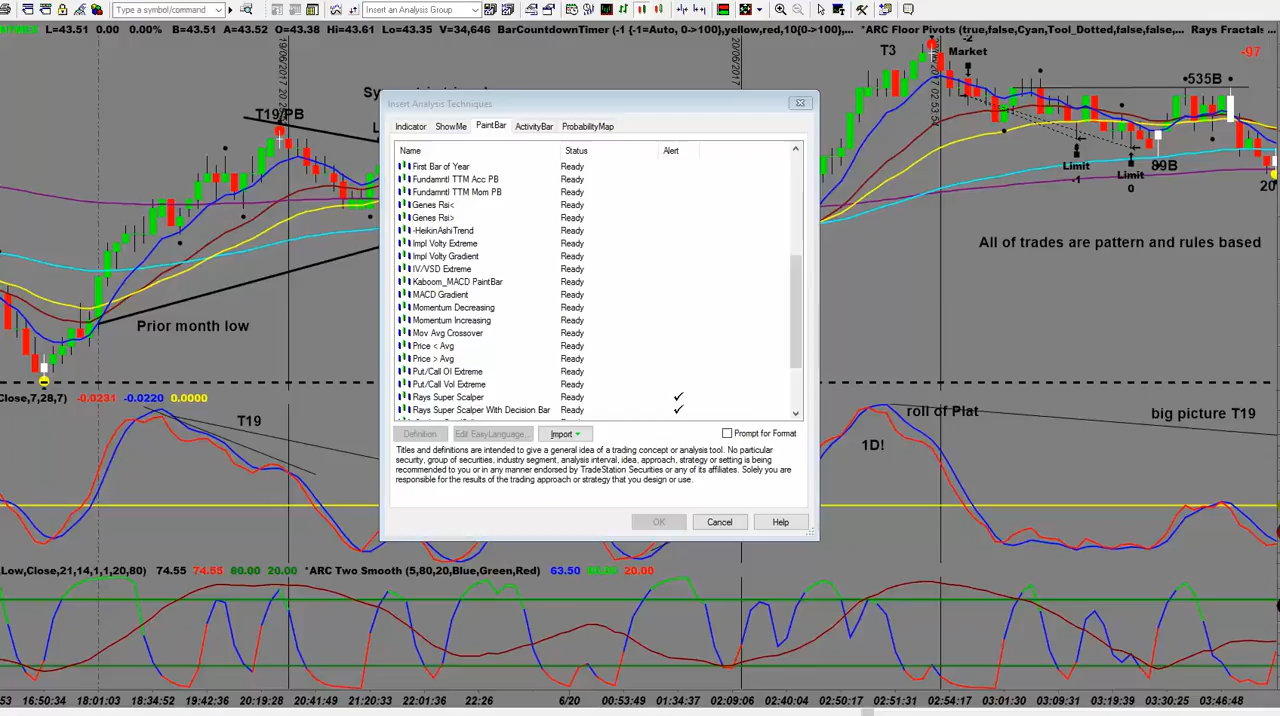 Type a symbol/command
Insert an Analysis Group
L=43.51 0.00 0.00% B=43.51 A=43.52 O=43.38 Hi=43.61 Lo=43.35 V=34,646 BarCountdownTimer (-1 {-1=Auto, 0->100},yellow,red,10{0->100},... *ARC Floor Pivots (true,false,Cyan,Tool_Dotted,false,false,... Rays Fractals ...
-97
T3
-2
Market
535B
T19/PB
19/06/2017
20/06/2017
Limit
-1
Limit
0
89B
20
All of trades are pattern and rules based
Prior month low
Insert Analysis Techniques
Indicator ShowMe PaintBar ActivityBar ProbabilityMap
Name Status Alert
First Bar of Year Ready
Fundamntl TTM Acc PB Ready
Fundamntl TTM Mom PB Ready
Genes Rsi< Ready
Genes Rsi> Ready
-HeikinAshiTrend Ready
Impl Volty Extreme Ready
Impl Volty Gradient Ready
IV/VSD Extreme Ready
Kaboom_MACD PaintBar Ready
MACD Gradient Ready
Momentum Decreasing Ready
Momentum Increasing Ready
Mov Avg Crossover Ready
Price < Avg Ready
Price > Avg Ready
Put/Call OI Extreme Ready
Put/Call Vol Extreme Ready
Rays Super Scalper Ready ✓
Rays Super Scalper With Decision Bar Ready ✓
Definition Edit EasyLanguage... Import Prompt for Format
Titles and definitions are intended to give a general idea of a trading concept or analysis tool. No particular
security, group of securities, industry segment, analysis interval, idea, approach, strategy or setting is being
recommended to you or in any manner endorsed by TradeStation Securities or any of its affiliates. Solely you are
responsible for the results of the trading approach or strategy that you design or use.
OK Cancel Help
Close,7,28,7) -0.0231 -0.0220 0.0000
T19
roll of Plat
big picture T19
1D!
Low,Close,21,14,1,1,20,80) 74.55 74.55 80.00 20.00 *ARC Two Smooth (5,80,20,Blue,Green,Red) 63.50 20.00
:53 16:50:34 18:01:03 18:34:52 19:42:36 20:19:28 20:41:49 21:20:35 22:22:41 22:26 6/20 00:53:49 01:34:37 02:09:06 02:40:04 02:50:17 02:51:31 02:54:57 03:01:30 03:09:31 03:30:25 03:46:48